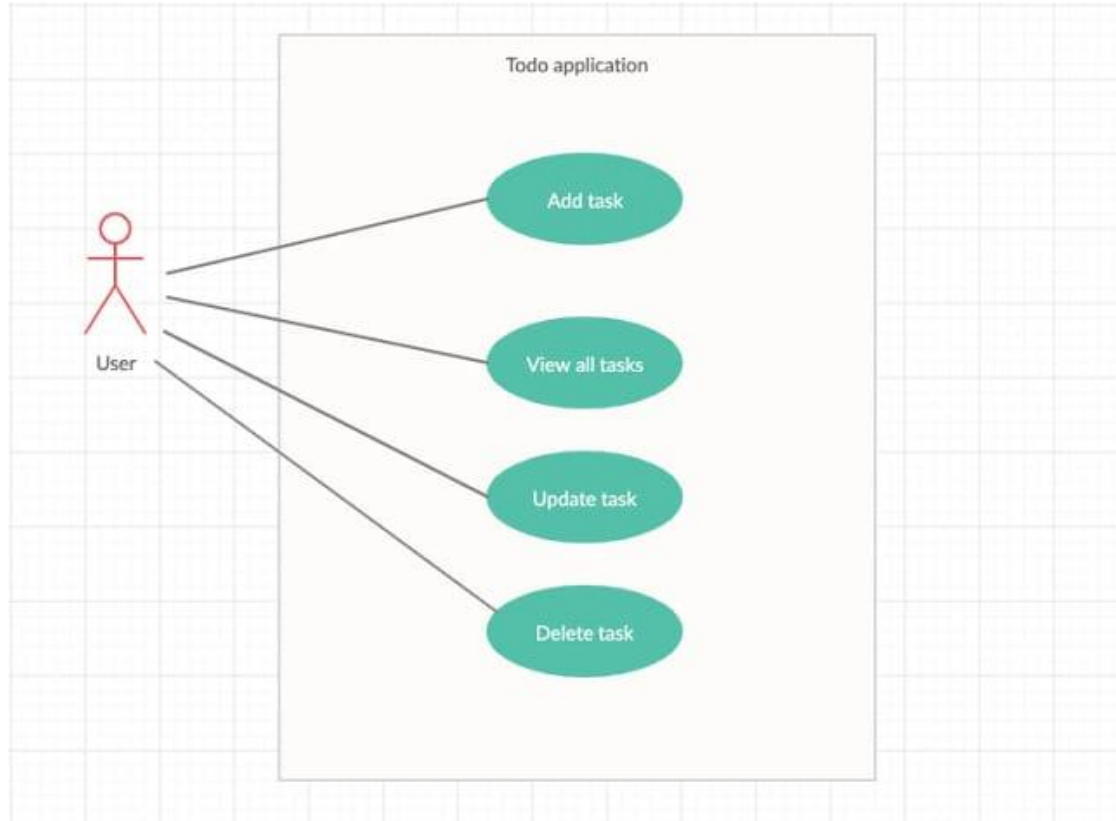 Todo application
Add task
View all tasks
User
Update task
Delete task